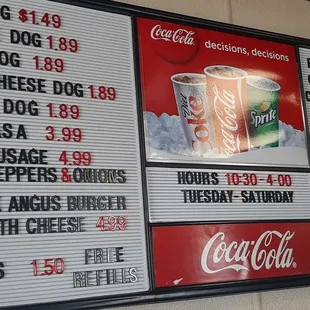 G $1.49
DOG 1.89
OG 1.89
CHEESE DOG 1.89
DOG 1.89
SA 3.99
USAGE 4.99
EPPERS & ONIONS
ANGUS BURGER
TH CHEESE 4.99
S 1.50 FREE
REFILLS
Coca-Cola decisions, decisions
Diet Coke
Coca-Cola
Sprite
HOURS 10-30-4-00
TUESDAY-SATURDAY
Coca-Cola